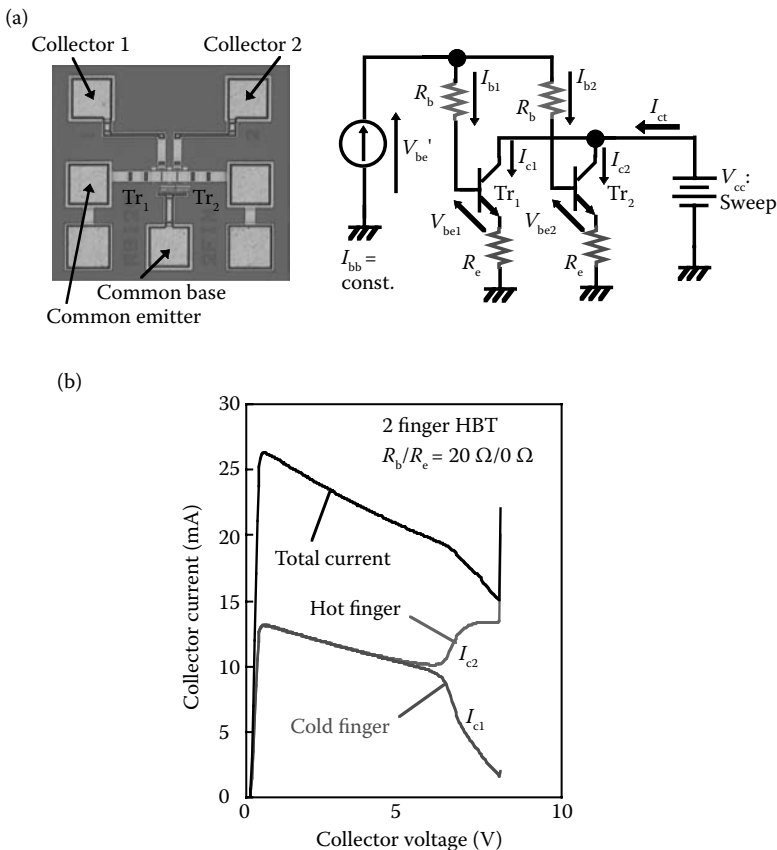 (a)
Collector 1
Collector 2
1
2
Tr1
Tr2
Common base
Common emitter
Rb
Ib1
Rb
Ib2
Ict
Vbe'
Ic1
Ic2
Vcc:
Sweep
Tr1
Tr2
Vbe1
Vbe2
Ibb =
const.
Re
Re
(b)
2 finger HBT
Rb/Re = 20 Ω/0 Ω
Total current
Hot finger
Ic2
Cold finger
Ic1
30
25
20
15
10
5
0
0
5
10
Collector current (mA)
Collector voltage (V)